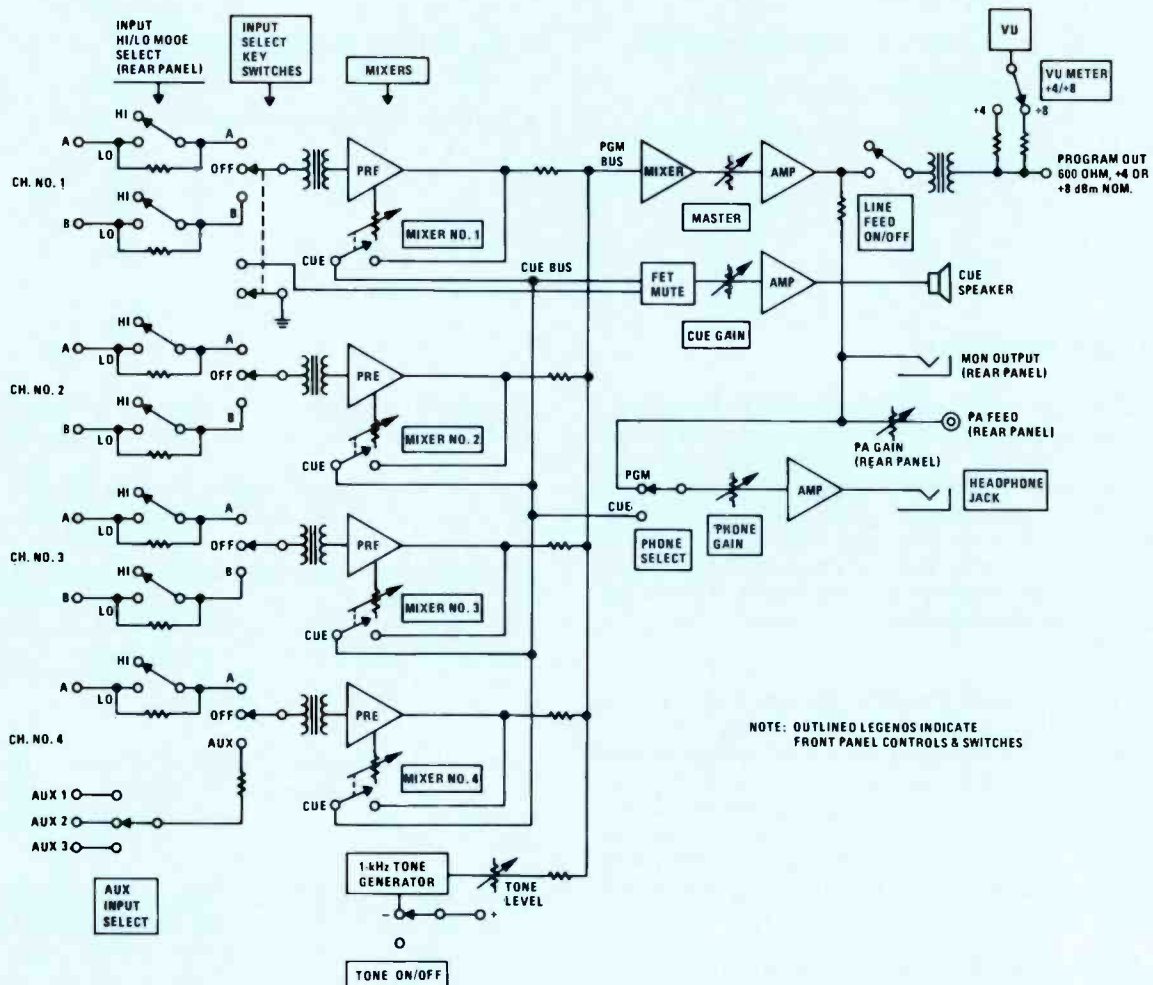 INPUT
HI/LO MODE
SELECT
(REAR PANEL)
INPUT
SELECT
KEY
SWITCHES
MIXERS
VU
VU METER
+4/+8
HI
A
LO
A
OFF
CH. NO. 1
HI
B
LO
B
PRE
MIXER NO. 1
CUE
PGM
BUS
MIXER
MASTER
AMP
LINE
FEED
ON/OFF
+4
+8
PROGRAM OUT
600 OHM, +4 OR
+8 dBm NOM.
CUE BUS
FET
MUTE
CUE GAIN
AMP
CUE
SPEAKER
HI
A
LO
A
OFF
CH. NO. 2
HI
B
LO
B
PRE
MIXER NO. 2
CUE
MON OUTPUT
(REAR PANEL)
PA FEED
(REAR PANEL)
PA GAIN
(REAR PANEL)
PGM
CUE
PHONE
SELECT
PHONE
GAIN
AMP
HEADPHONE
JACK
HI
A
LO
A
OFF
CH. NO. 3
HI
B
LO
B
PRE
MIXER NO. 3
CUE
HI
A
LO
A
OFF
CH. NO. 4
AUX
PRE
MIXER NO. 4
CUE
AUX 1
AUX 2
AUX 3
AUX
INPUT
SELECT
1-kHz TONE
GENERATOR
TONE
LEVEL
-
+
TONE ON/OFF
NOTE: OUTLINED LEGENDS INDICATE
FRONT PANEL CONTROLS & SWITCHES